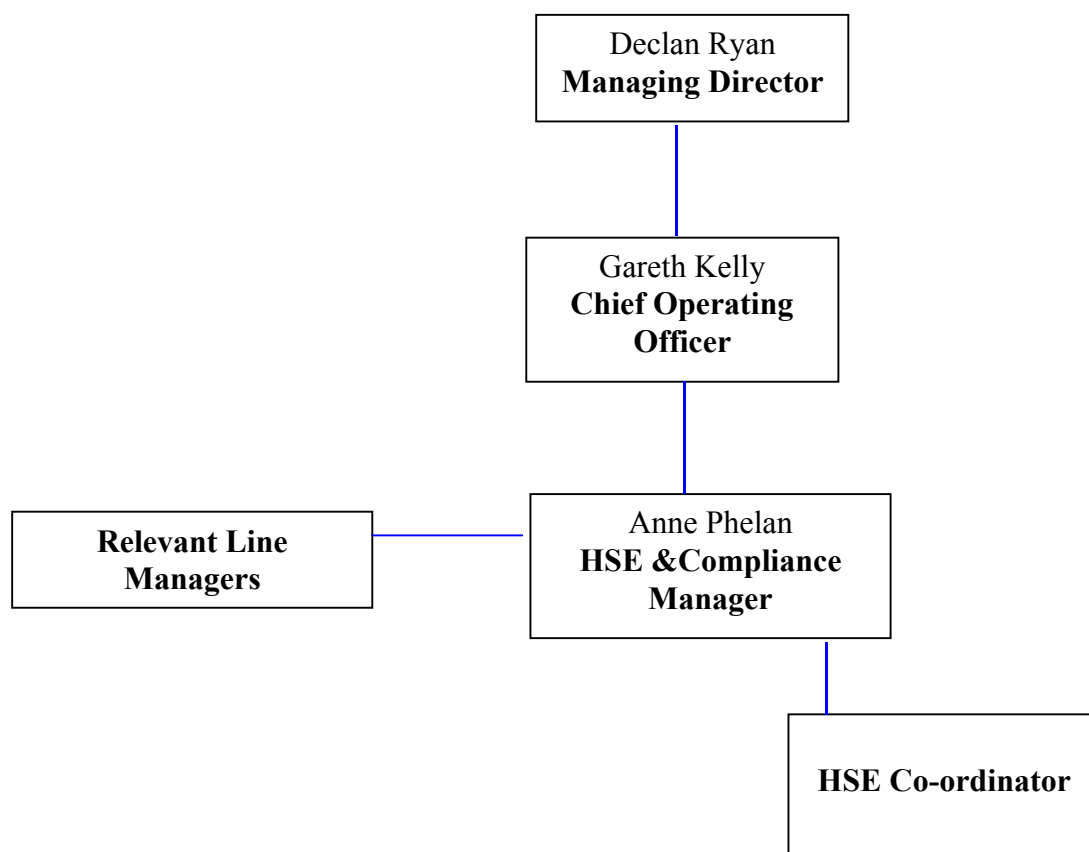 Declan Ryan
Managing Director
Gareth Kelly
Chief Operating
Officer
Relevant Line
Managers
Anne Phelan
HSE &Compliance
Manager
HSE Co-ordinator